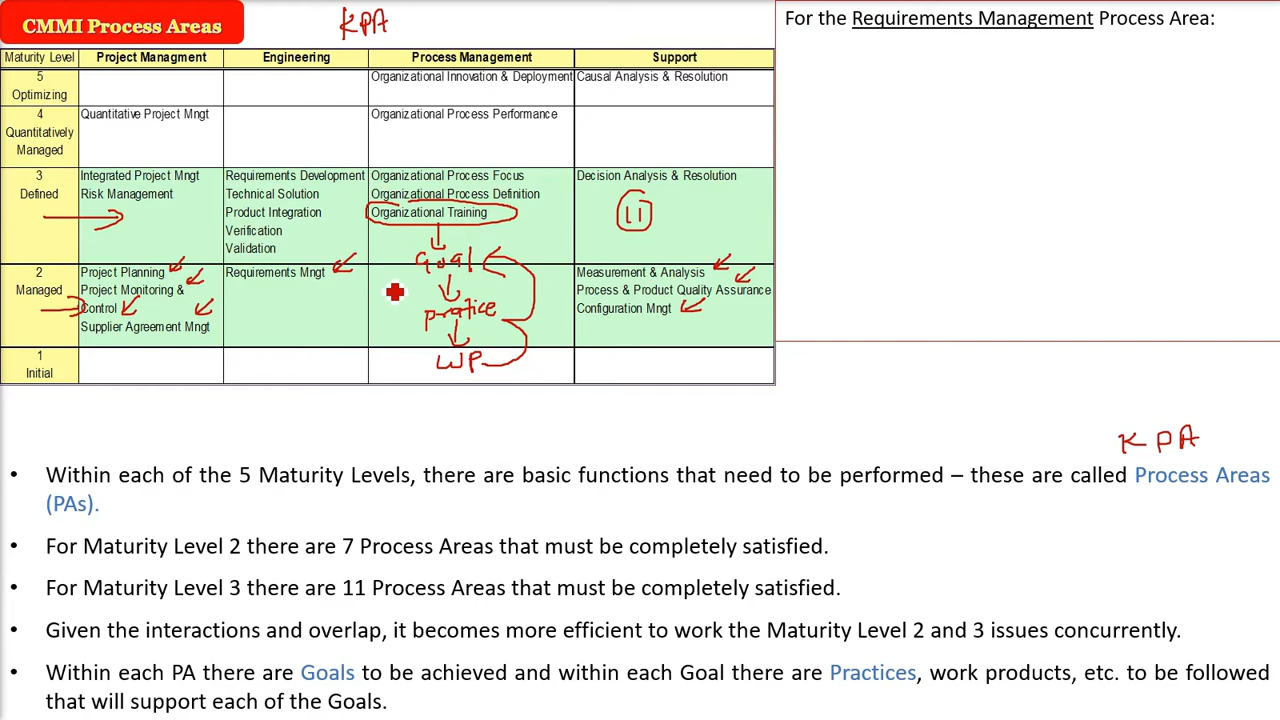 CMMI Process Areas
KPA
For the Requirements Management Process Area:
Maturity Level Project Managment Engineering Process Management Support
5
Optimizing
Organizational Innovation & Deployment
Causal Analysis & Resolution
4
Quantitatively
Managed
Quantitative Project Mngt
Organizational Process Performance
3
Defined
Integrated Project Mngt
Risk Management
Requirements Development
Technical Solution
Product Integration
Verification
Validation
Organizational Process Focus
Organizational Process Definition
Organizational Training
Decision Analysis & Resolution
11
Goal
2
Managed
Project Planning
Project Monitoring &
Control
Supplier Agreement Mngt
Requirements Mngt
pratice
Measurement & Analysis
Process & Product Quality Assurance
Configuration Mngt
1
Initial
WP
KPA
• Within each of the 5 Maturity Levels, there are basic functions that need to be performed – these are called Process Areas
(PAs).
• For Maturity Level 2 there are 7 Process Areas that must be completely satisfied.
• For Maturity Level 3 there are 11 Process Areas that must be completely satisfied.
• Given the interactions and overlap, it becomes more efficient to work the Maturity Level 2 and 3 issues concurrently.
• Within each PA there are Goals to be achieved and within each Goal there are Practices, work products, etc. to be followed
that will support each of the Goals.